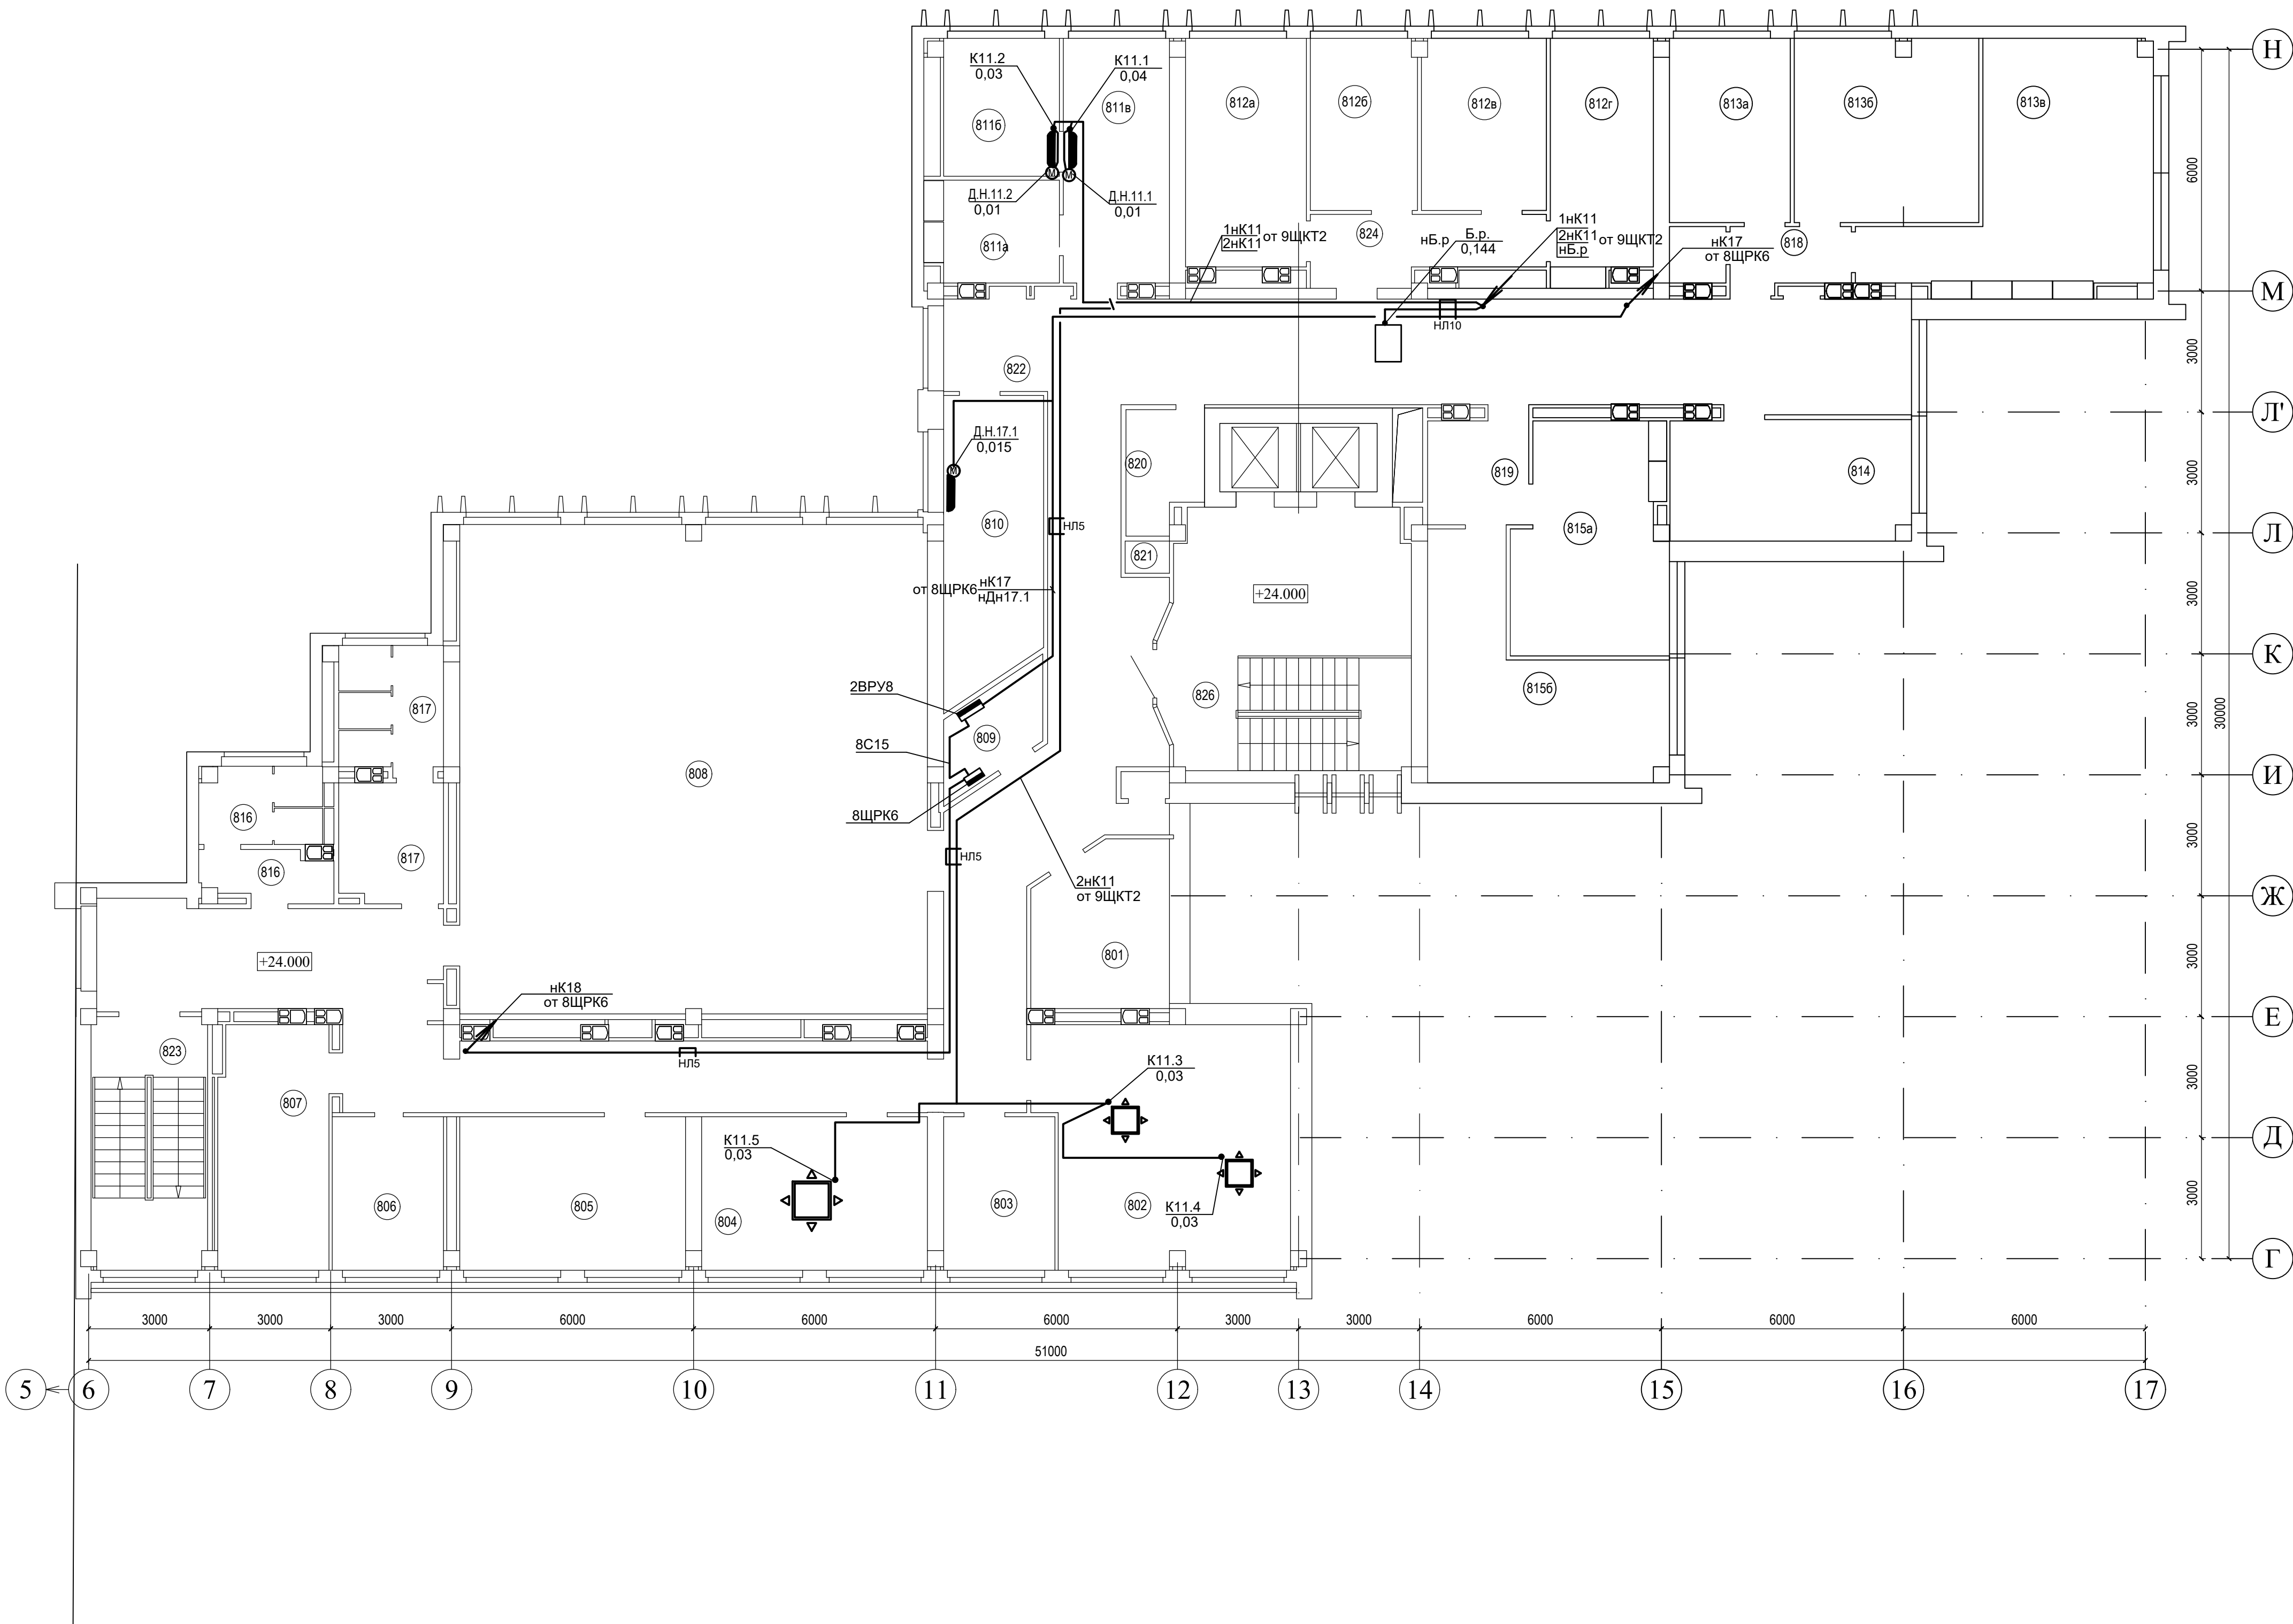 Н
К11.2
0,03
К11.1
0,04
811б
811в
812а
812б
812в
812г
813а
813б
813в
6000
Д.Н.11.2
0,01
Д.Н.11.1
0,01
811а
1нК11
2нК11
от 9ЩКТ2
824
нБ.р
Б.р.
0,144
1нК11
2нК11
нБ.р
от 9ЩКТ2
нК17
от 8ЩРК6
818
М
НЛ10
822
3000
Л'
Д.Н.17.1
0,015
820
819
814
3000
810
НЛ5
821
815а
Л
от 8ЩРК6
нК17
нДн17.1
+24.000
3000
К
2ВРУ8
817
826
815б
3000
30000
809
8С15
808
И
8ЩРК6
816
817
816
НЛ5
3000
2нК11
от 9ЩКТ2
Ж
801
3000
+24.000
нК18
от 8ЩРК6
Е
823
НЛ5
К11.3
0,03
3000
807
К11.5
0,03
Д
806
805
804
803
802
К11.4
0,03
3000
Г
3000
3000
3000
6000
6000
6000
3000
3000
6000
6000
6000
51000
5
6
7
8
9
10
11
12
13
14
15
16
17
М
М
М